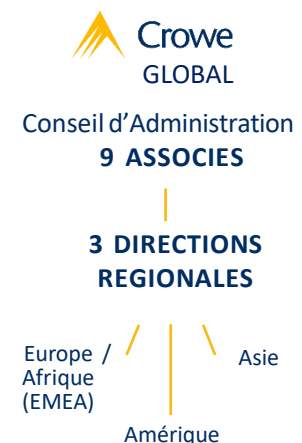 Crowe
GLOBAL
Conseil d’Administration
9 ASSOCIES
3 DIRECTIONS
REGIONALES
Europe /
Afrique
(EMEA)
Asie
Amérique